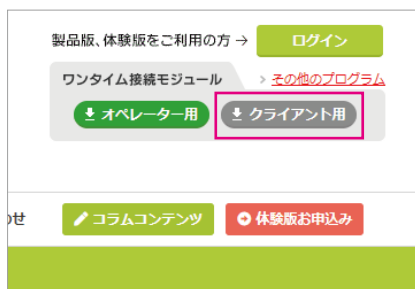 製品版、体験版をご利用の方 → ログイン
ワンタイム接続モジュール > その他のプログラム
オペレーター用 クライアント用
わせ コラムコンテンツ 体験版お申込み